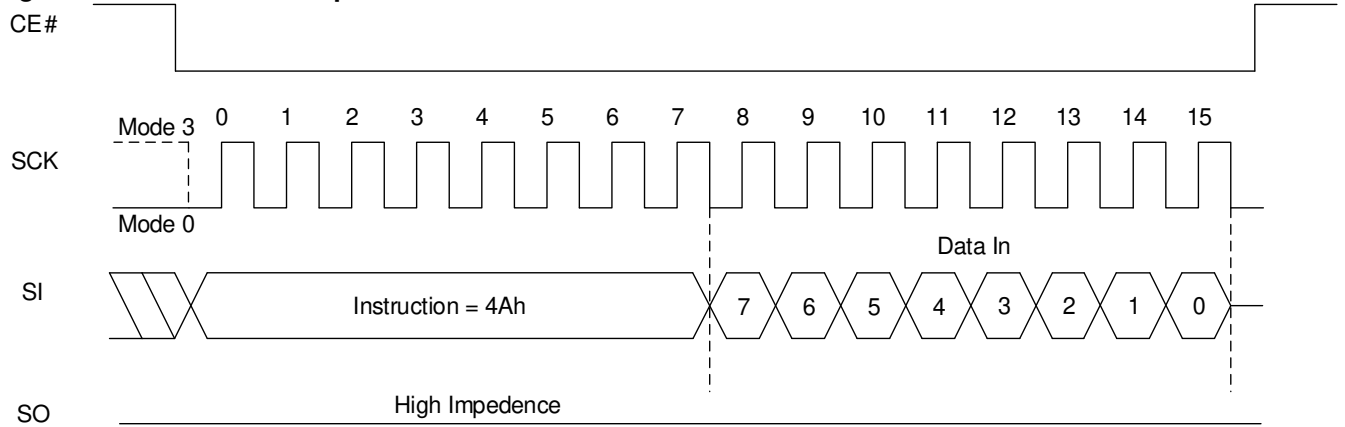 CE#
Mode 3 0 1 2 3 4 5 6 7 8 9 10 11 12 13 14 15
SCK
Mode 0
Data In
SI Instruction = 4Ah 7 6 5 4 3 2 1 0
High Impedence
SO